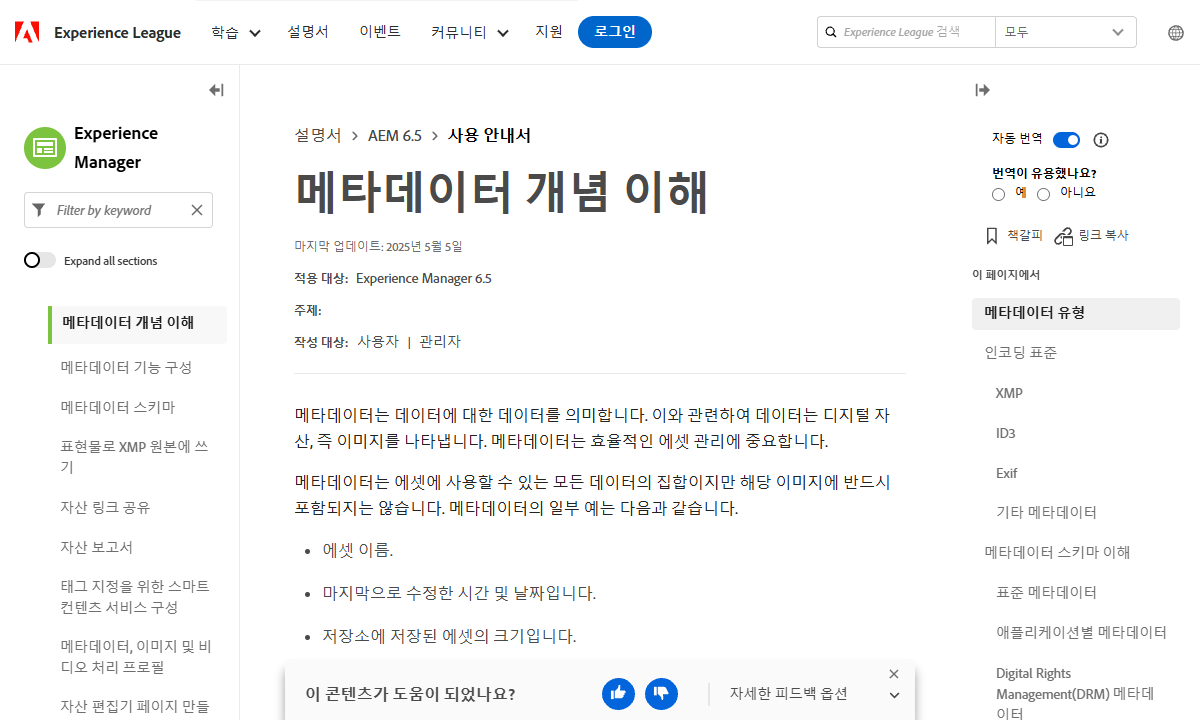 Experience League
학습
설명서
이벤트
커뮤니티
지원
로그인
Experience League 검색
모두
Experience
Manager
Filter by keyword
Expand all sections
메타데이터 개념 이해
메타데이터 기능 구성
메타데이터 스키마
표현물로 XMP 원본에 쓰
기
자산 링크 공유
자산 보고서
태그 지정을 위한 스마트
컨텐츠 서비스 구성
메타데이터, 이미지 및 비
디오 처리 프로필
자산 편집기 페이지 만들
설명서 > AEM 6.5 > 사용 안내서
메타데이터 개념 이해
마지막 업데이트: 2025년 5월 5일
적용 대상: Experience Manager 6.5
주제:
작성 대상: 사용자 | 관리자
메타데이터는 데이터에 대한 데이터를 의미합니다. 이와 관련하여 데이터는 디지털 자
산, 즉 이미지를 나타냅니다. 메타데이터는 효율적인 에셋 관리에 중요합니다.
메타데이터는 에셋에 사용할 수 있는 모든 데이터의 집합이지만 해당 이미지에 반드시
포함되지는 않습니다. 메타데이터의 일부 예는 다음과 같습니다.
• 에셋 이름.
• 마지막으로 수정한 시간 및 날짜입니다.
• 저장소에 저장된 에셋의 크기입니다.
이 콘텐츠가 도움이 되었나요?
자세한 피드백 옵션
자동 번역
번역이 유용했나요?
예
아니요
책갈피
링크 복사
이 페이지에서
메타데이터 유형
인코딩 표준
XMP
ID3
Exif
기타 메타데이터
메타데이터 스키마 이해
표준 메타데이터
애플리케이션별 메타데이터
Digital Rights
Management(DRM) 메타데
이터